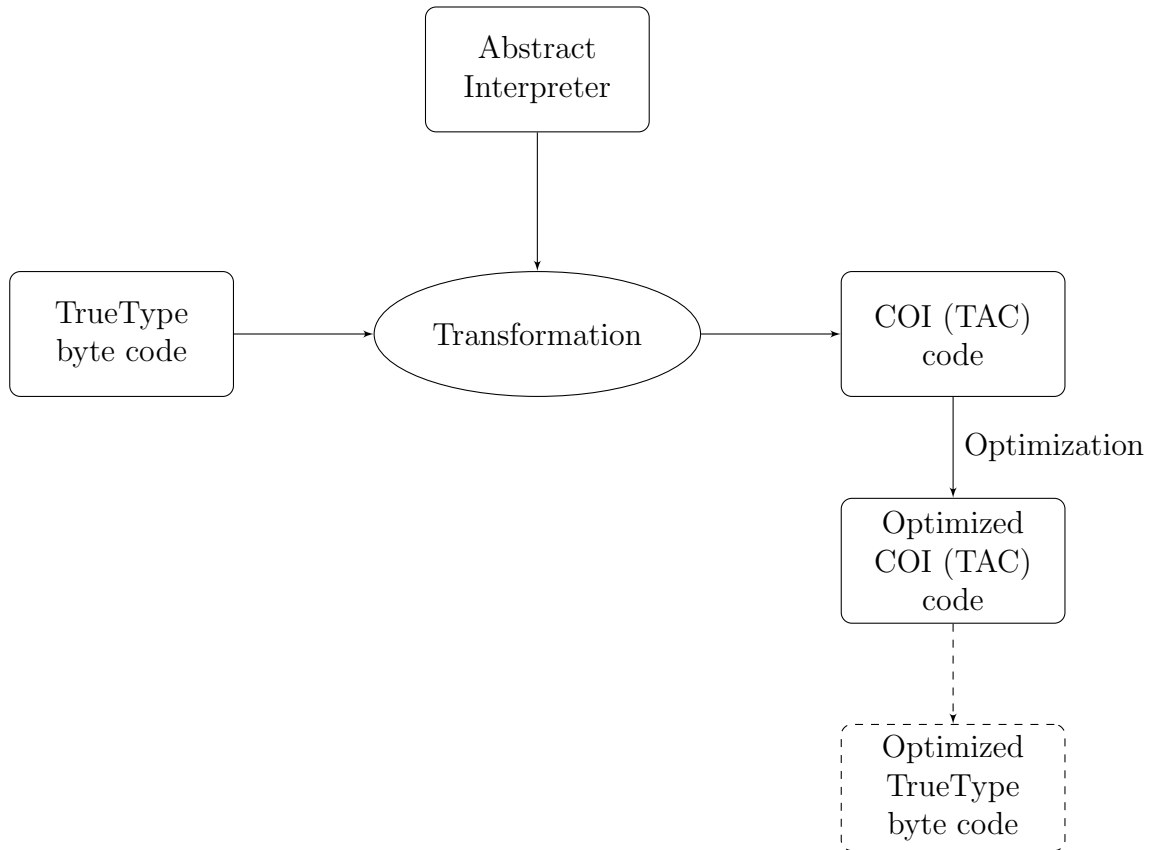 Abstract
Interpreter
TrueType
byte code
Transformation
COI (TAC)
code
Optimization
Optimized
COI (TAC)
code
Optimized
TrueType
byte code